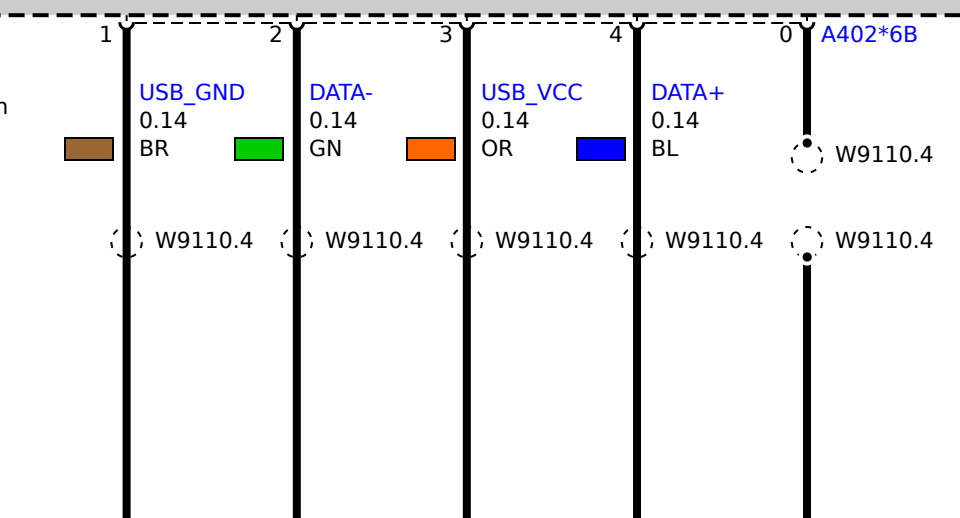 1
2
3
4
0
A402*6B
n
USB_GND
0.14
BR
DATA-
0.14
GN
USB_VCC
0.14
OR
DATA+
0.14
BL
W9110.4
W9110.4
W9110.4
W9110.4
W9110.4
W9110.4